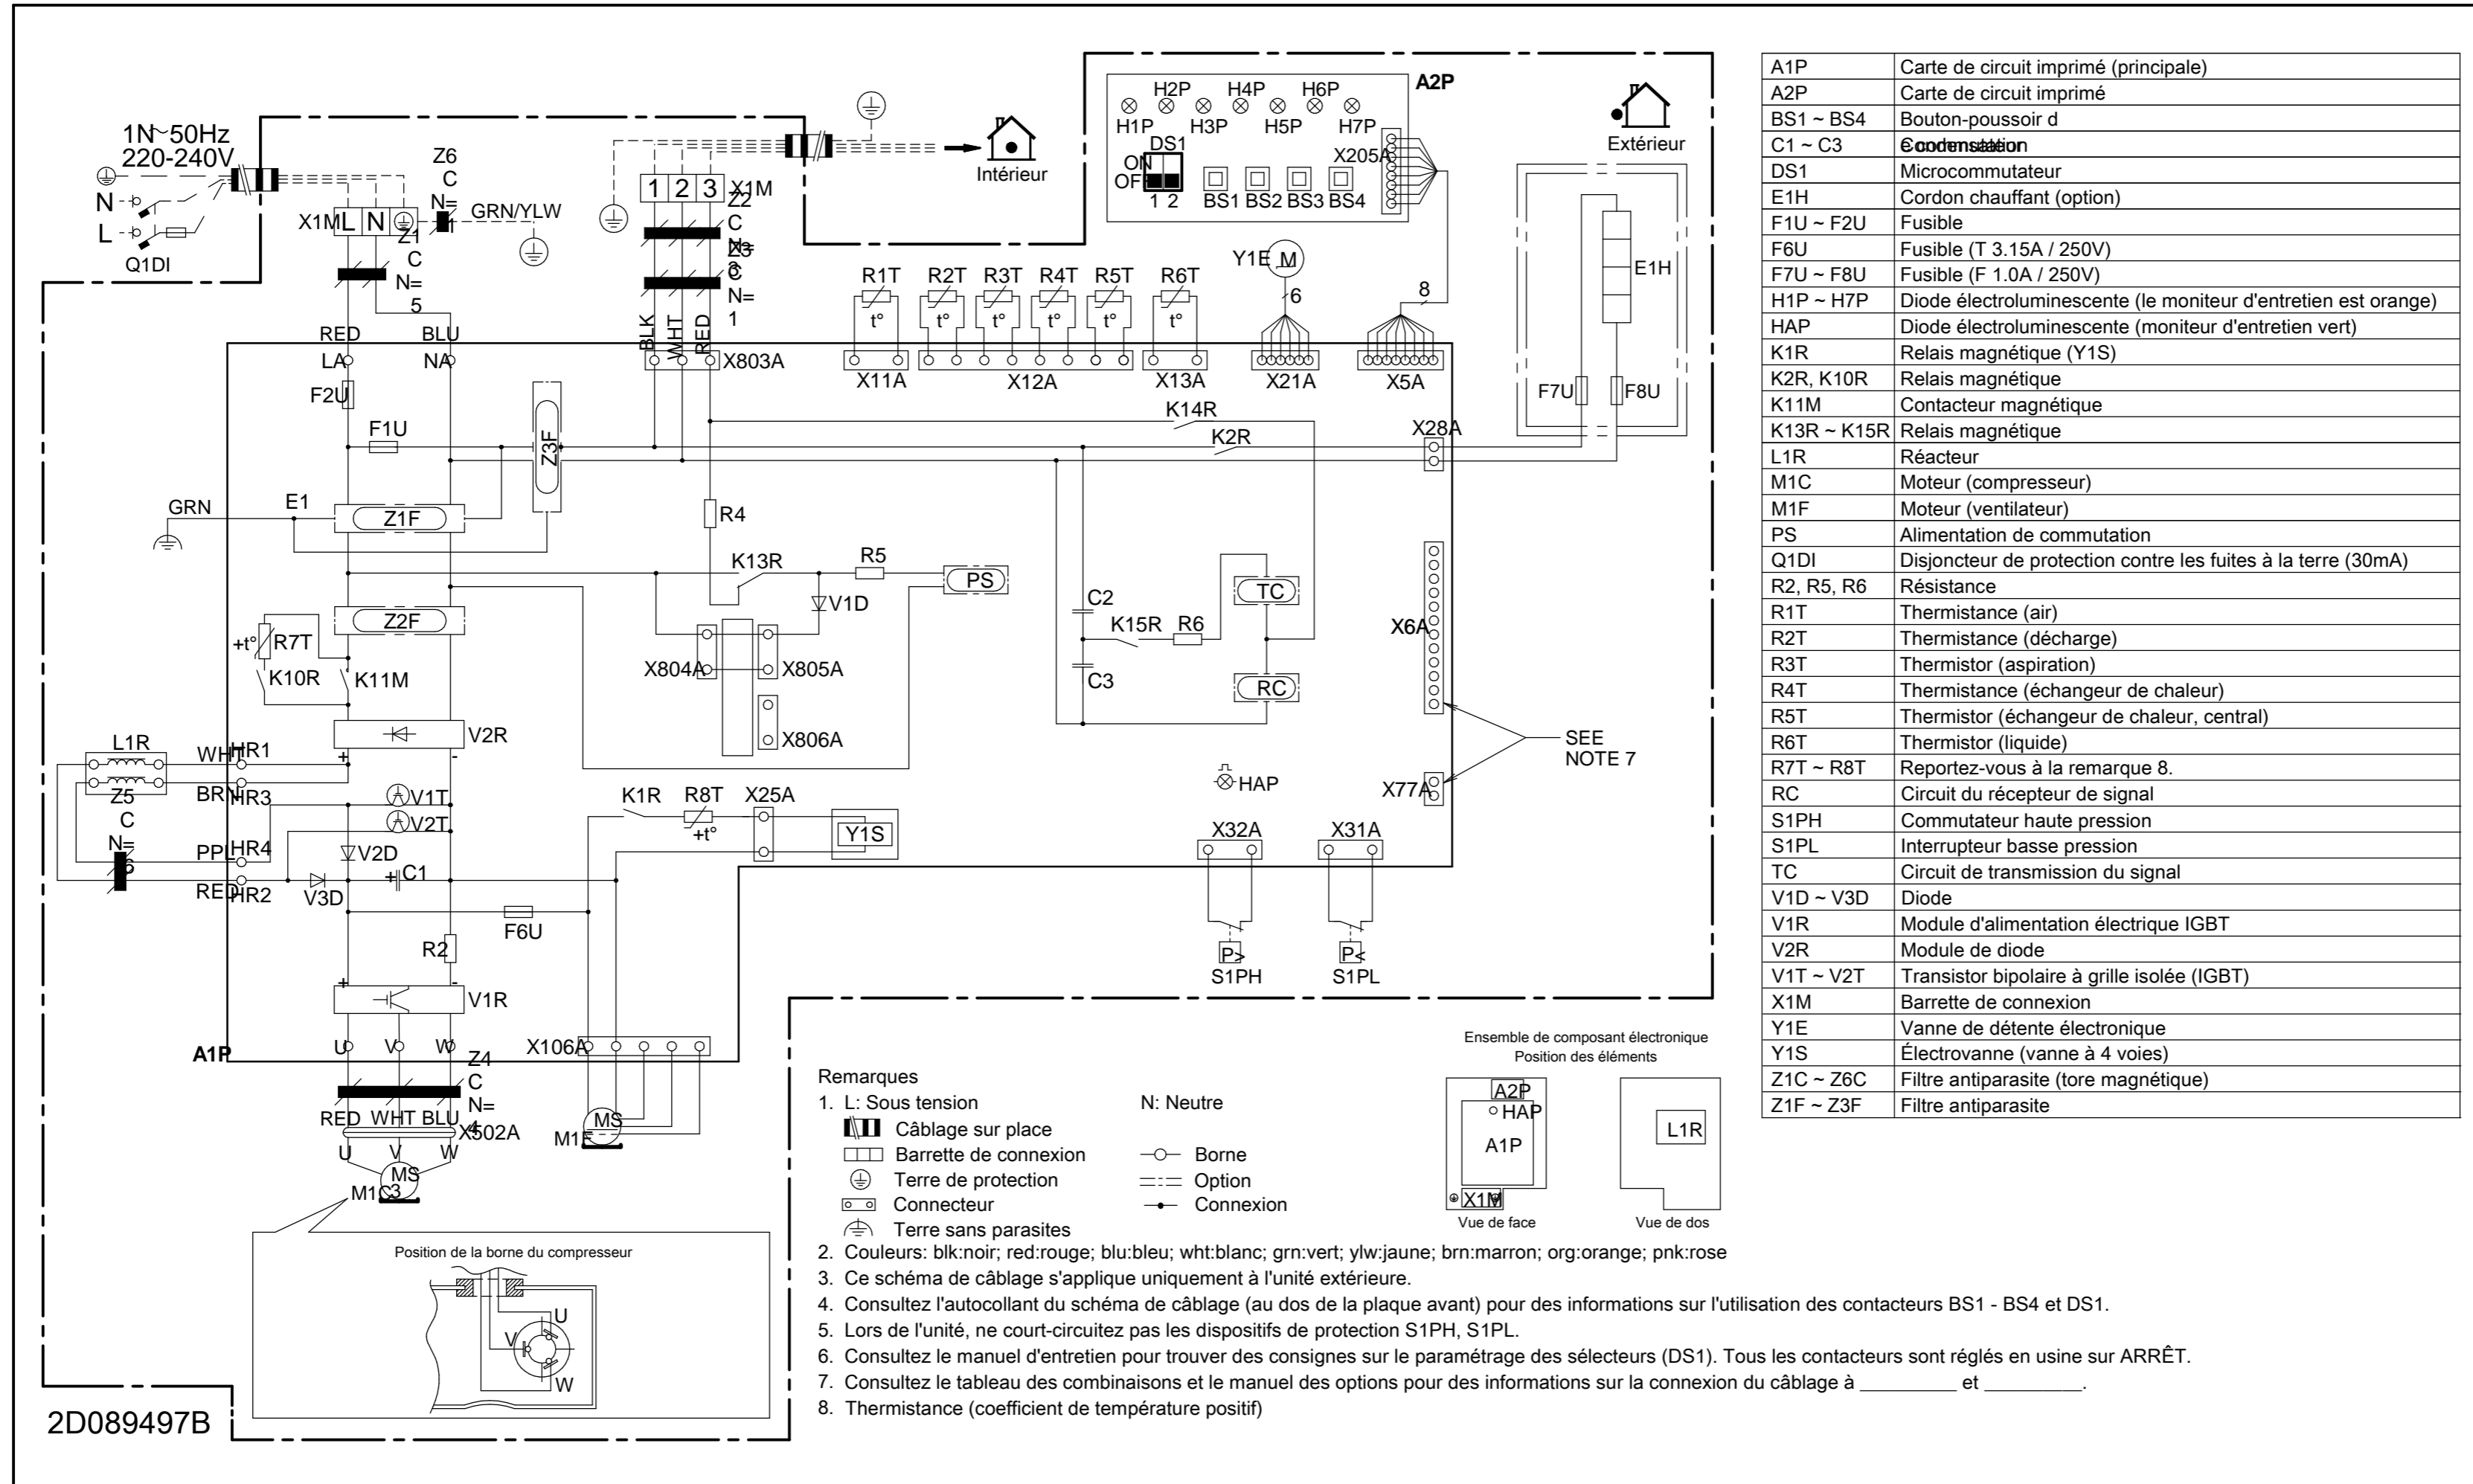 1N~50Hz
220-240V
N
L
Q1DI
X1M
L N
Z6
C
N=
1
GRN/YLW
Z1
C
N=
5
RED
BLU
LA
NA
F2U
F1U
GRN
E1
Z1F
Z2F
Z3F
+t°
R7T
K10R
K11M
V2R
+
-
L1R
WHT
HR1
BRN
HR3
Z5
C
N=
6
PPL
HR4
RED
HR2
V1T
V2T
V2D
V3D
+
C1
F6U
R2
+
-
V1R
A1P
U
V
W
Z4
C
N=
4
RED
WHT
BLU
X502A
U
V
W
MS
3
M1C
Position de la borne du compresseur
U
V
W
2D089497B
1 2 3
X1M
Z2
C
N=
3
Z3
C
N=
1
BLK
WHT
RED
X803A
Intérieur
R4
K13R
R5
V1D
PS
X804A
X805A
X806A
K1R
R8T
+t°
X25A
Y1S
X106A
MS
M1F
H2P
H4P
H6P
H1P
H3P
H5P
H7P
A2P
DS1
ON
OFF
1 2
BS1 BS2 BS3 BS4
X205A
Extérieur
R1T
R2T
R3T
R4T
R5T
R6T
t°
t°
t°
t°
t°
t°
X11A
X12A
X13A
Y1E
M
6
X21A
8
X5A
E1H
F7U
F8U
K14R
K2R
X28A
C2
C3
K15R
R6
TC
RC
X6A
SEE
NOTE 7
X77A
HAP
X32A
X31A
P>
P<
S1PH
S1PL
A1P Carte de circuit imprimé (principale)
A2P Carte de circuit imprimé
BS1 ~ BS4 Bouton-poussoir d
C1 ~ C3
DS1 Microcommutateur
E1H Cordon chauffant (option)
F1U ~ F2U Fusible
F6U Fusible (T 3.15A / 250V)
F7U ~ F8U Fusible (F 1.0A / 250V)
H1P ~ H7P Diode électroluminescente (le moniteur d'entretien est orange)
HAP Diode électroluminescente (moniteur d'entretien vert)
K1R Relais magnétique (Y1S)
K2R, K10R Relais magnétique
K11M Contacteur magnétique
K13R ~ K15R Relais magnétique
L1R Réacteur
M1C Moteur (compresseur)
M1F Moteur (ventilateur)
PS Alimentation de commutation
Q1DI Disjoncteur de protection contre les fuites à la terre (30mA)
R2, R5, R6 Résistance
R1T Thermistance (air)
R2T Thermistance (décharge)
R3T Thermistor (aspiration)
R4T Thermistance (échangeur de chaleur)
R5T Thermistor (échangeur de chaleur, central)
R6T Thermistor (liquide)
R7T ~ R8T Reportez-vous à la remarque 8.
RC Circuit du récepteur de signal
S1PH Commutateur haute pression
S1PL Interrupteur basse pression
TC Circuit de transmission du signal
V1D ~ V3D Diode
V1R Module d'alimentation électrique IGBT
V2R Module de diode
V1T ~ V2T Transistor bipolaire à grille isolée (IGBT)
X1M Barrette de connexion
Y1E Vanne de détente électronique
Y1S Électrovanne (vanne à 4 voies)
Z1C ~ Z6C Filtre antiparasite (tore magnétique)
Z1F ~ Z3F Filtre antiparasite
Ensemble de composant électronique
Position des éléments
A2P
HAP
A1P
X1M
Vue de face
L1R
Vue de dos
Remarques
1. L: Sous tension N: Neutre
Câblage sur place
Barrette de connexion Borne
Terre de protection Option
Connecteur Connexion
Terre sans parasites
2. Couleurs: blk:noir; red:rouge; blu:bleu; wht:blanc; grn:vert; ylw:jaune; brn:marron; org:orange; pnk:rose
3. Ce schéma de câblage s'applique uniquement à l'unité extérieure.
4. Consultez l'autocollant du schéma de câblage (au dos de la plaque avant) pour des informations sur l'utilisation des contacteurs BS1 - BS4 et DS1.
5. Lors de l'unité, ne court-circuitez pas les dispositifs de protection S1PH, S1PL.
6. Consultez le manuel d'entretien pour trouver des consignes sur le paramétrage des sélecteurs (DS1). Tous les contacteurs sont réglés en usine sur ARRÊT.
7. Consultez le tableau des combinaisons et le manuel des options pour des informations sur la connexion du câblage à _________ et _________.
8. Thermistance (coefficient de température positif)